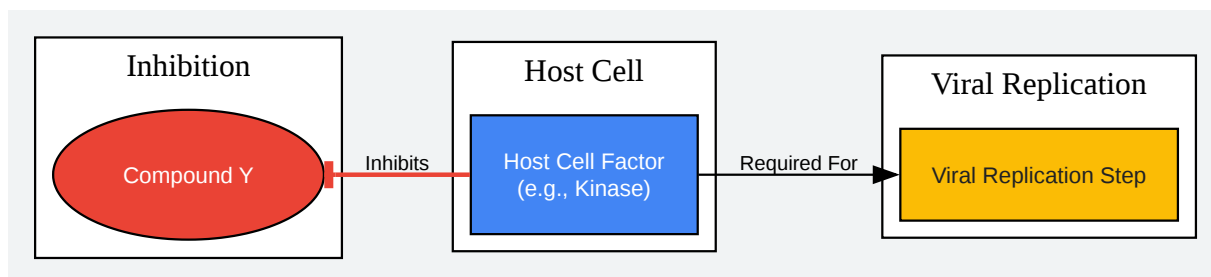 Inhibition
Compound Y
Inhibits
Host Cell
Host Cell Factor
(e.g., Kinase)
Required For
Viral Replication
Viral Replication Step